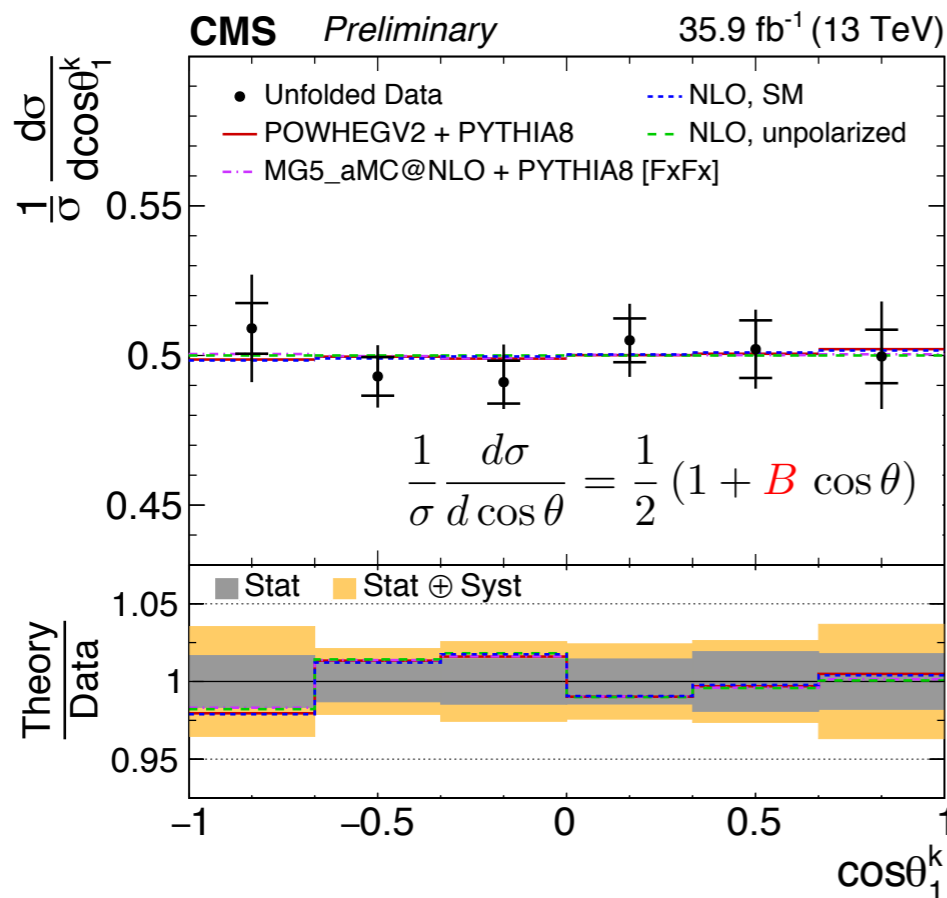 CMS Preliminary 35.9 fb⁻¹ (13 TeV)
1/σ dσ/dcosθ₁ᵏ
Unfolded Data
POWHEGV2 + PYTHIA8
MG5_aMC@NLO + PYTHIA8 [FxFx]
NLO, SM
NLO, unpolarized
0.55
0.5
0.45
1/σ dσ/d cos θ = 1/2 (1 + B cos θ)
Stat
Stat ⊕ Syst
Theory/Data
1.05
1
0.95
−1 −0.5 0 0.5 1
cosθ₁ᵏ